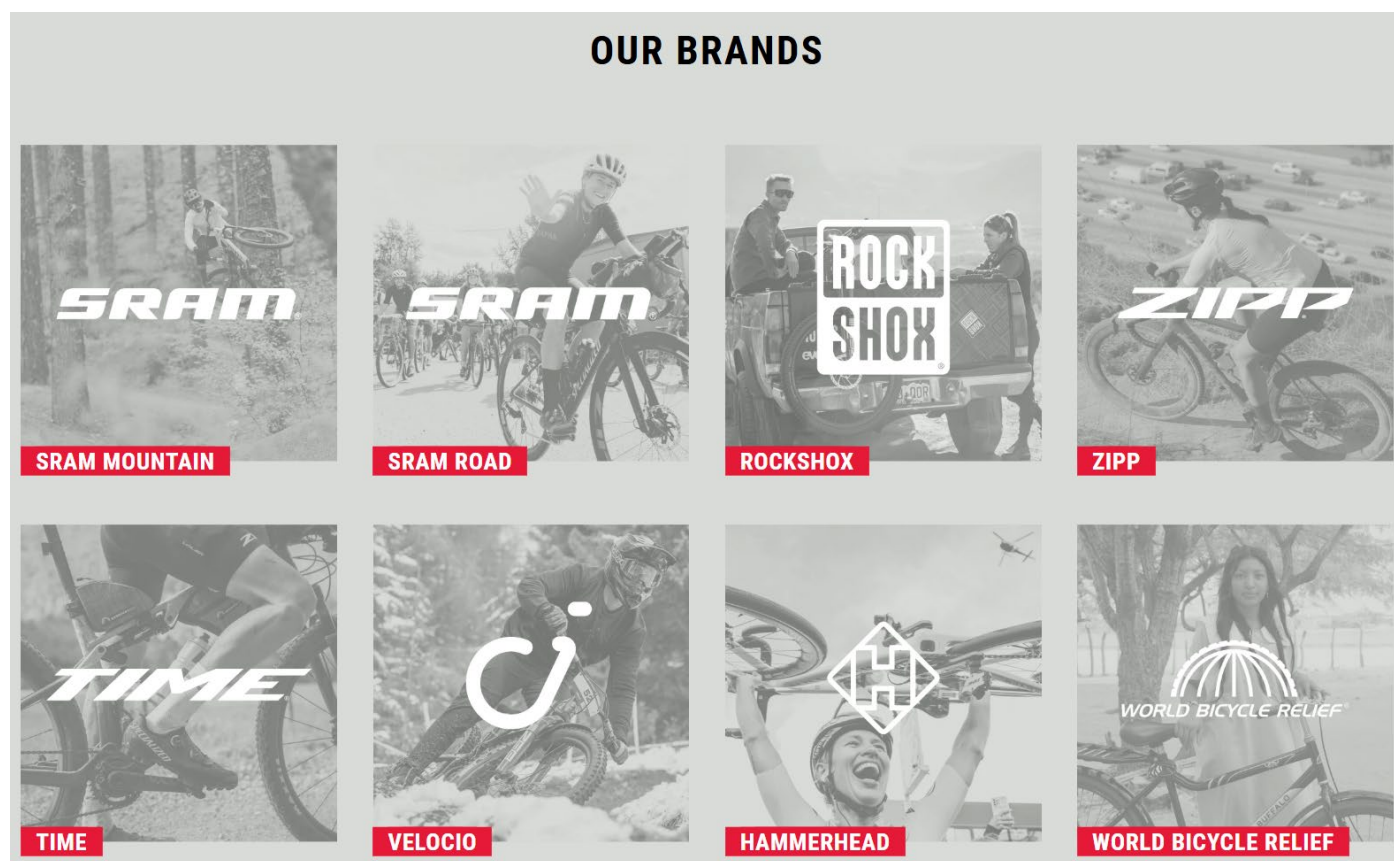 OUR BRANDS
SRAM
SRAM
ROCK
SHOX
ZIPP
SRAM MOUNTAIN
SRAM ROAD
ROCKSHOX
ZIPP
TIME
H
WORLD BICYCLE RELIEF
BUFFALO
TIME
VELOCIO
HAMMERHEAD
WORLD BICYCLE RELIEF